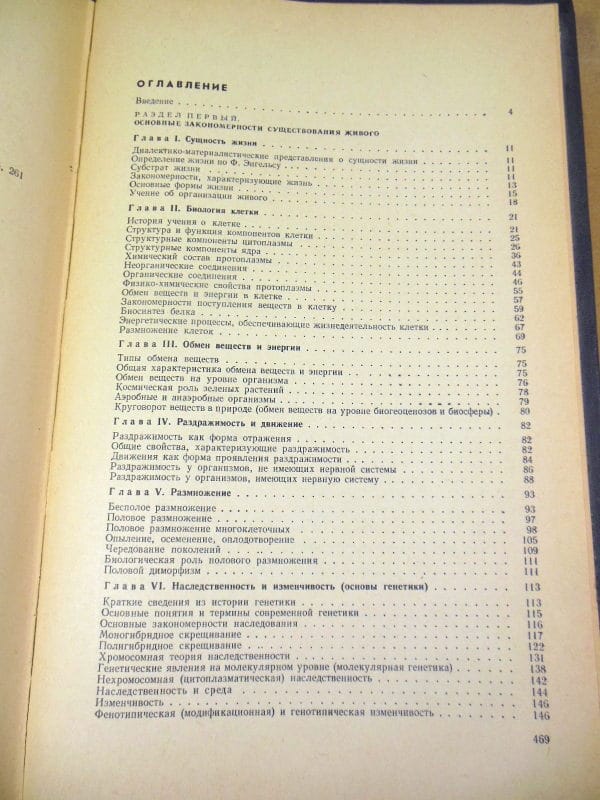 . 261
ОГЛАВЛЕНИЕ
Введение . . . . . . . . . . 4
РАЗДЕЛ ПЕРВЫЙ.
ОСНОВНЫЕ ЗАКОНОМЕРНОСТИ СУЩЕСТВОВАНИЯ ЖИВОГО
Глава I. Сущность жизни . . . . . . . . . . 11
Диалектико-материалистические представления о сущности жизни . . . . . 11
Определение жизни по Ф. Энгельсу . . . . . . . . . . 11
Субстрат жизни . . . . . . . . . . 11
Закономерности, характеризующие жизнь . . . . . . . . . . 13
Основные формы жизни . . . . . . . . . . 15
Учение об организации живого . . . . . . . . . . 18
Глава II. Биология клетки . . . . . . . . . . 21
История учения о клетке . . . . . . . . . . 21
Структура и функция компонентов клетки . . . . . . . . . . 25
Структурные компоненты цитоплазмы . . . . . . . . . . 26
Структурные компоненты ядра . . . . . . . . . . 36
Химический состав протоплазмы . . . . . . . . . . 43
Неорганические соединения . . . . . . . . . . 44
Органические соединения . . . . . . . . . . 46
Физико-химические свойства протоплазмы . . . . . . . . . . 55
Обмен веществ и энергии в клетке . . . . . . . . . . 57
Закономерности поступления веществ в клетку . . . . . . . . . . 59
Биосинтез белка . . . . . . . . . . 62
Энергетические процессы, обеспечивающие жизнедеятельность клетки . . . . . 67
Размножение клеток . . . . . . . . . . 69
Глава III. Обмен веществ и энергии . . . . . . . . . . 75
Типы обмена веществ . . . . . . . . . . 75
Общая характеристика обмена веществ и энергии . . . . . . . . . . 75
Обмен веществ на уровне организма . . . . . . . . . . 76
Космическая роль зеленых растений . . . . . . . . . . 78
Аэробные и анаэробные организмы . . . . . . . . . . 79
Круговорот веществ в природе (обмен веществ на уровне биогеоценозов и биосферы) . 80
Глава IV. Раздражимость и движение . . . . . . . . . . 82
Раздражимость как форма отражения . . . . . . . . . . 82
Общие свойства, характеризующие раздражимость . . . . . . . . . . 82
Движения как форма проявления раздражимости . . . . . . . . . . 84
Раздражимость у организмов, не имеющих нервной системы . . . . . . . . . . 86
Раздражимость у организмов, имеющих нервную систему . . . . . . . . . . 88
Глава V. Размножение . . . . . . . . . . 93
Бесполое размножение . . . . . . . . . . 93
Половое размножение . . . . . . . . . . 97
Половое размножение многоклеточных . . . . . . . . . . 98
Опыление, осеменение, оплодотворение . . . . . . . . . . 105
Чередование поколений . . . . . . . . . . 109
Биологическая роль полового размножения . . . . . . . . . . 111
Половой диморфизм . . . . . . . . . . 111
Глава VI. Наследственность и изменчивость (основы генетики) . . . . . 113
Краткие сведения из истории генетики . . . . . . . . . . 113
Основные понятия и термины современной генетики . . . . . . . . . . 115
Основные закономерности наследования . . . . . . . . . . 116
Моногибридное скрещивание . . . . . . . . . . 117
Полигибридное скрещивание . . . . . . . . . . 122
Хромосомная теория наследственности . . . . . . . . . . 131
Генетические явления на молекулярном уровне (молекулярная генетика) . . . . . 138
Нехромосомная (цитоплазматическая) наследственность . . . . . . . . . . 142
Наследственность и среда . . . . . . . . . . 144
Изменчивость . . . . . . . . . . 146
Фенотипическая (модификационная) и генотипическая изменчивость . . . . . 146
469